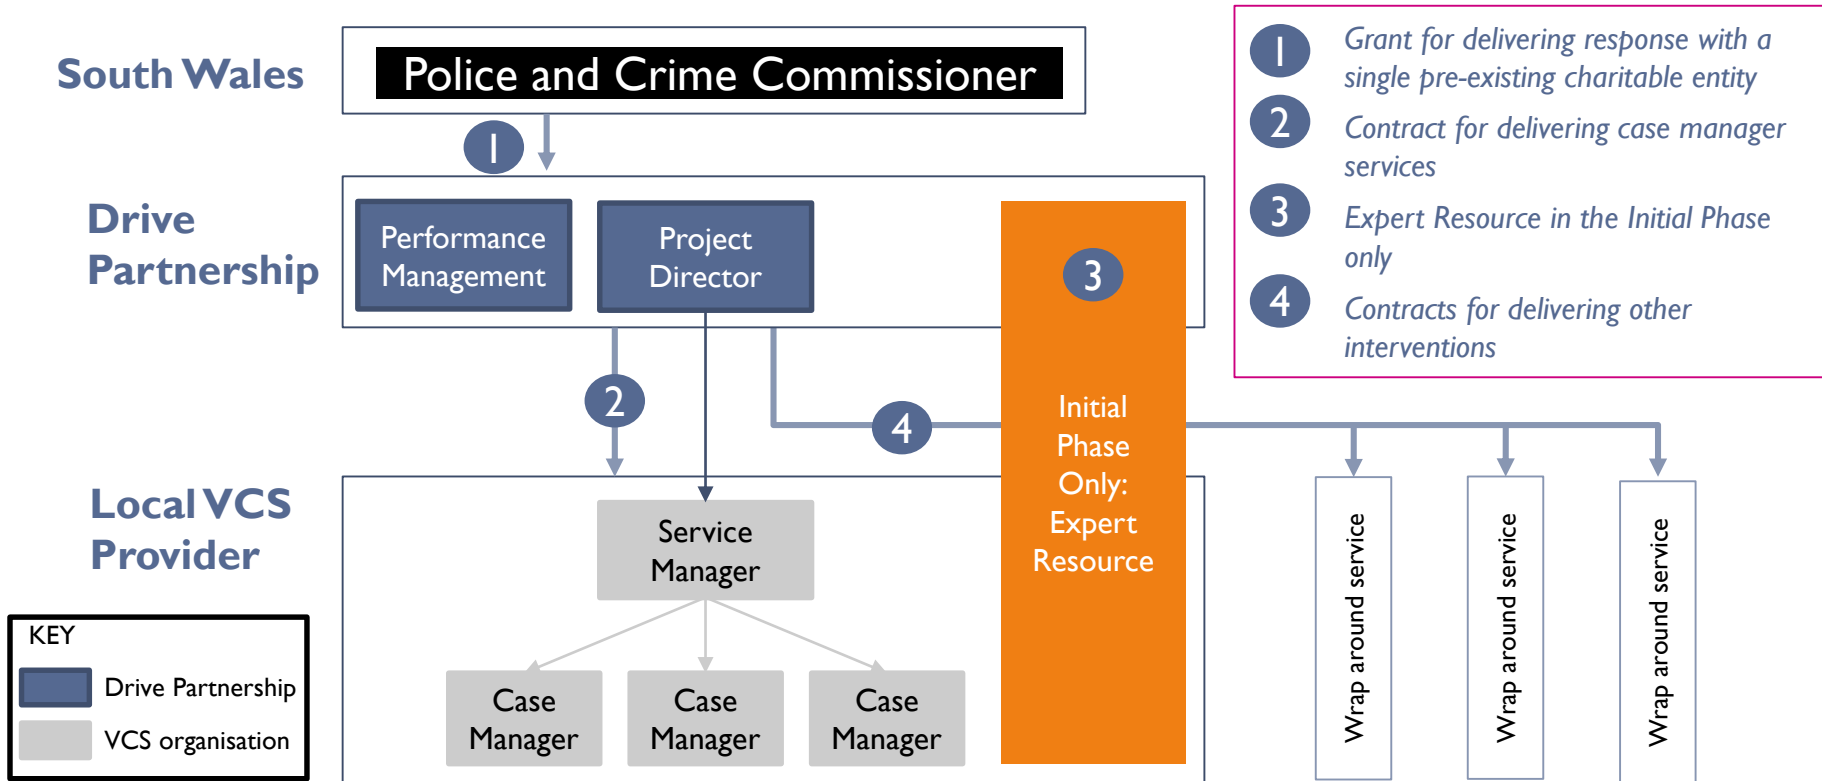 South Wales
Police and Crime Commissioner
1
Drive
Partnership
Performance
Management
Project
Director
3
2
4
Initial
Phase
Only:
Expert
Resource
Local VCS
Provider
Service
Manager
Case
Manager
Case
Manager
Case
Manager
Wrap around service
Wrap around service
Wrap around service
1
Grant for delivering response with a
single pre-existing charitable entity
2
Contract for delivering case manager
services
3
Expert Resource in the Initial Phase
only
4
Contracts for delivering other
interventions
KEY
Drive Partnership
VCS organisation